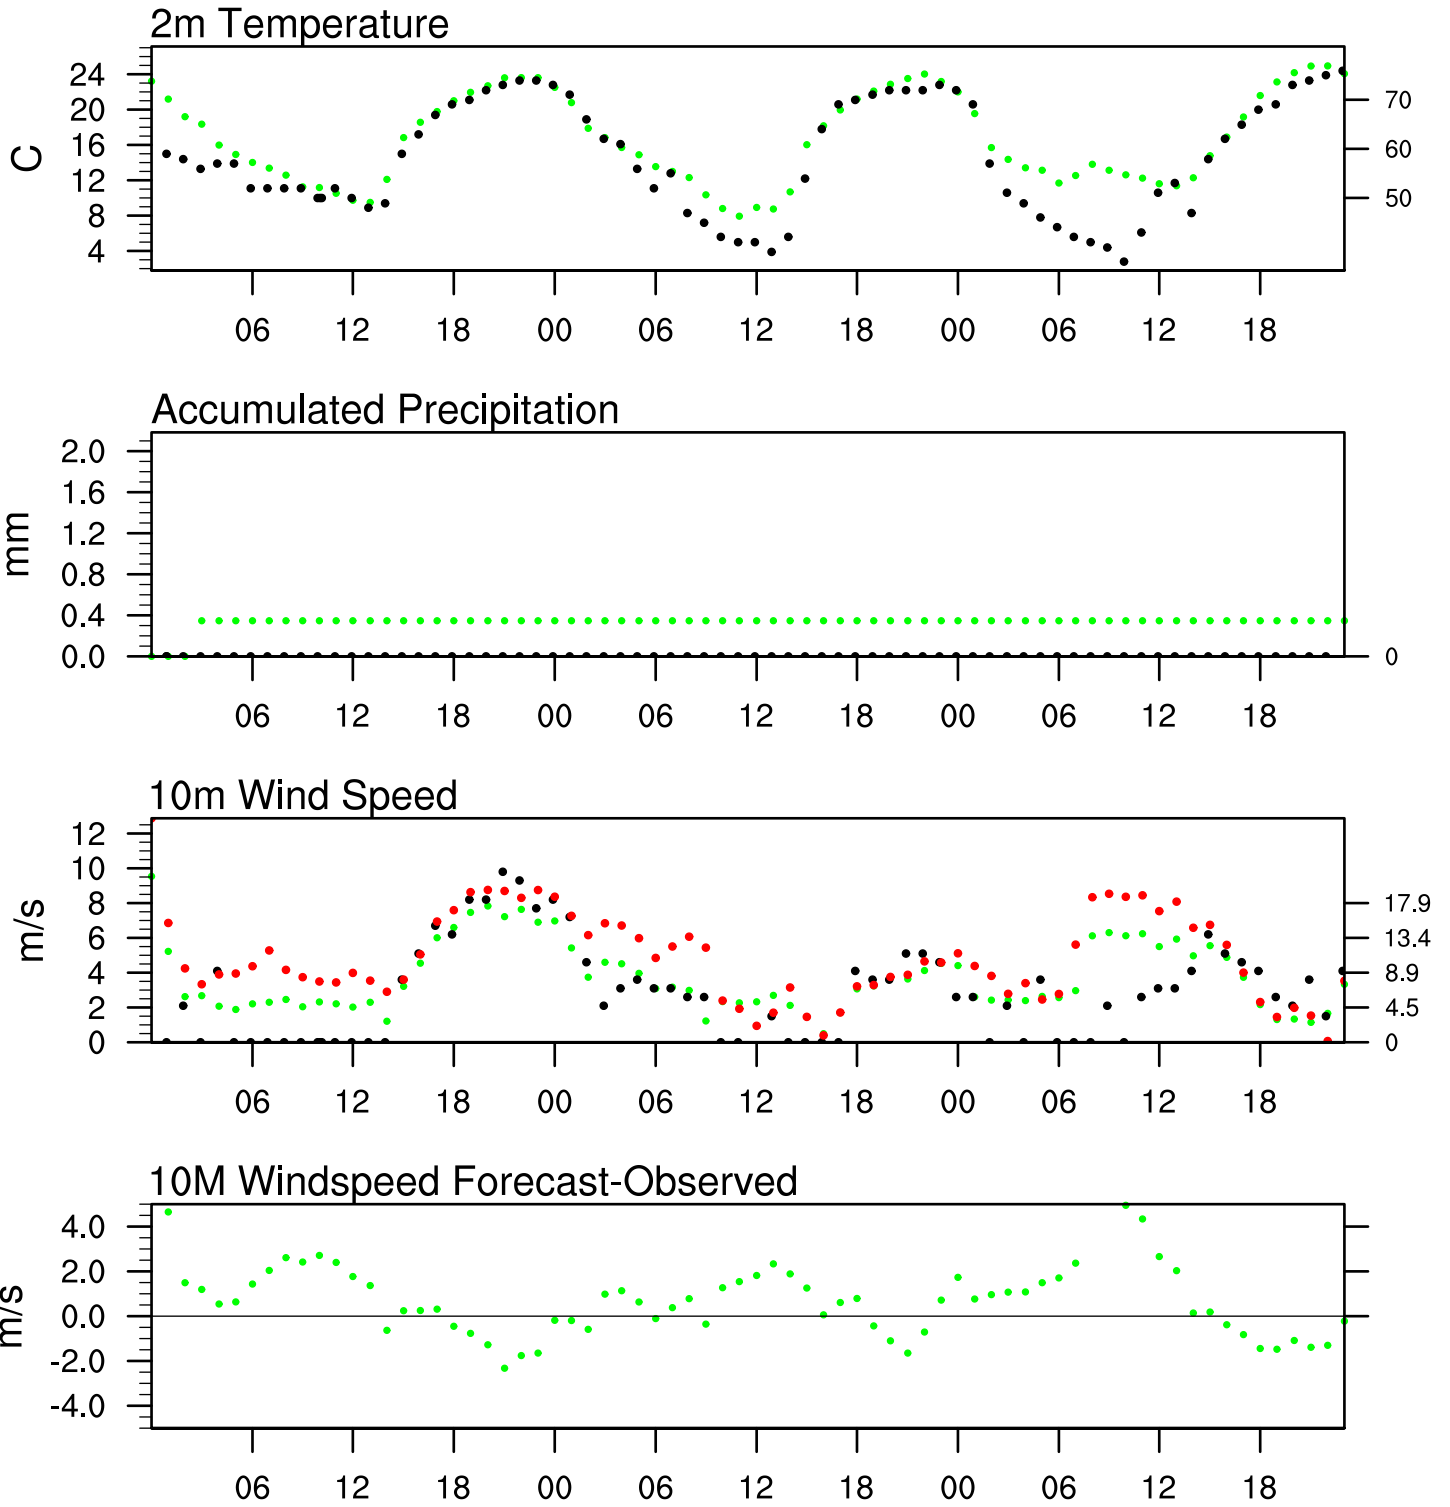 2m Temperature
C
24
20
16
12
8
4
70
60
50
06 12 18 00 06 12 18 00 06 12 18
Accumulated Precipitation
mm
2.0
1.6
1.2
0.8
0.4
0.0
0
06 12 18 00 06 12 18 00 06 12 18
10m Wind Speed
m/s
12
10
8
6
4
2
0
17.9
13.4
8.9
4.5
0
06 12 18 00 06 12 18 00 06 12 18
10M Windspeed Forecast-Observed
m/s
4.0
2.0
0.0
-2.0
-4.0
06 12 18 00 06 12 18 00 06 12 18